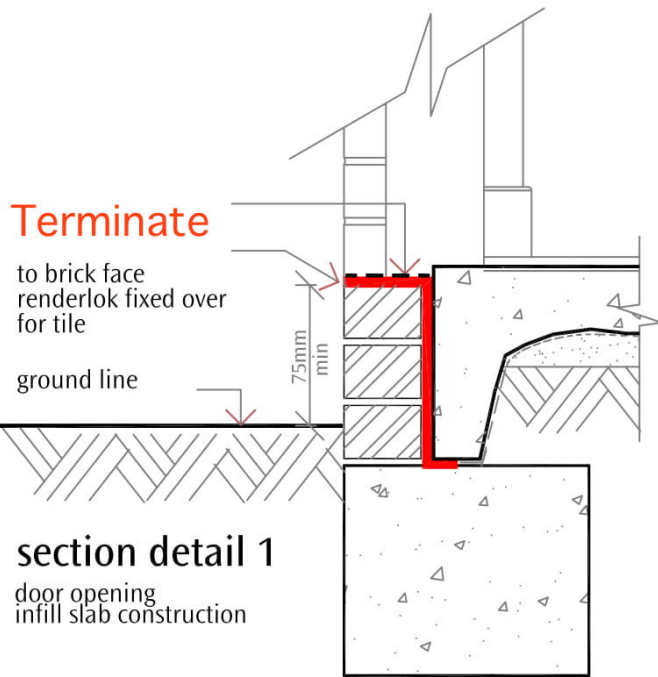 Terminate
to brick face
renderlok fixed over
for tile
75mm
min
ground line
section detail 1
door opening
infill slab construction